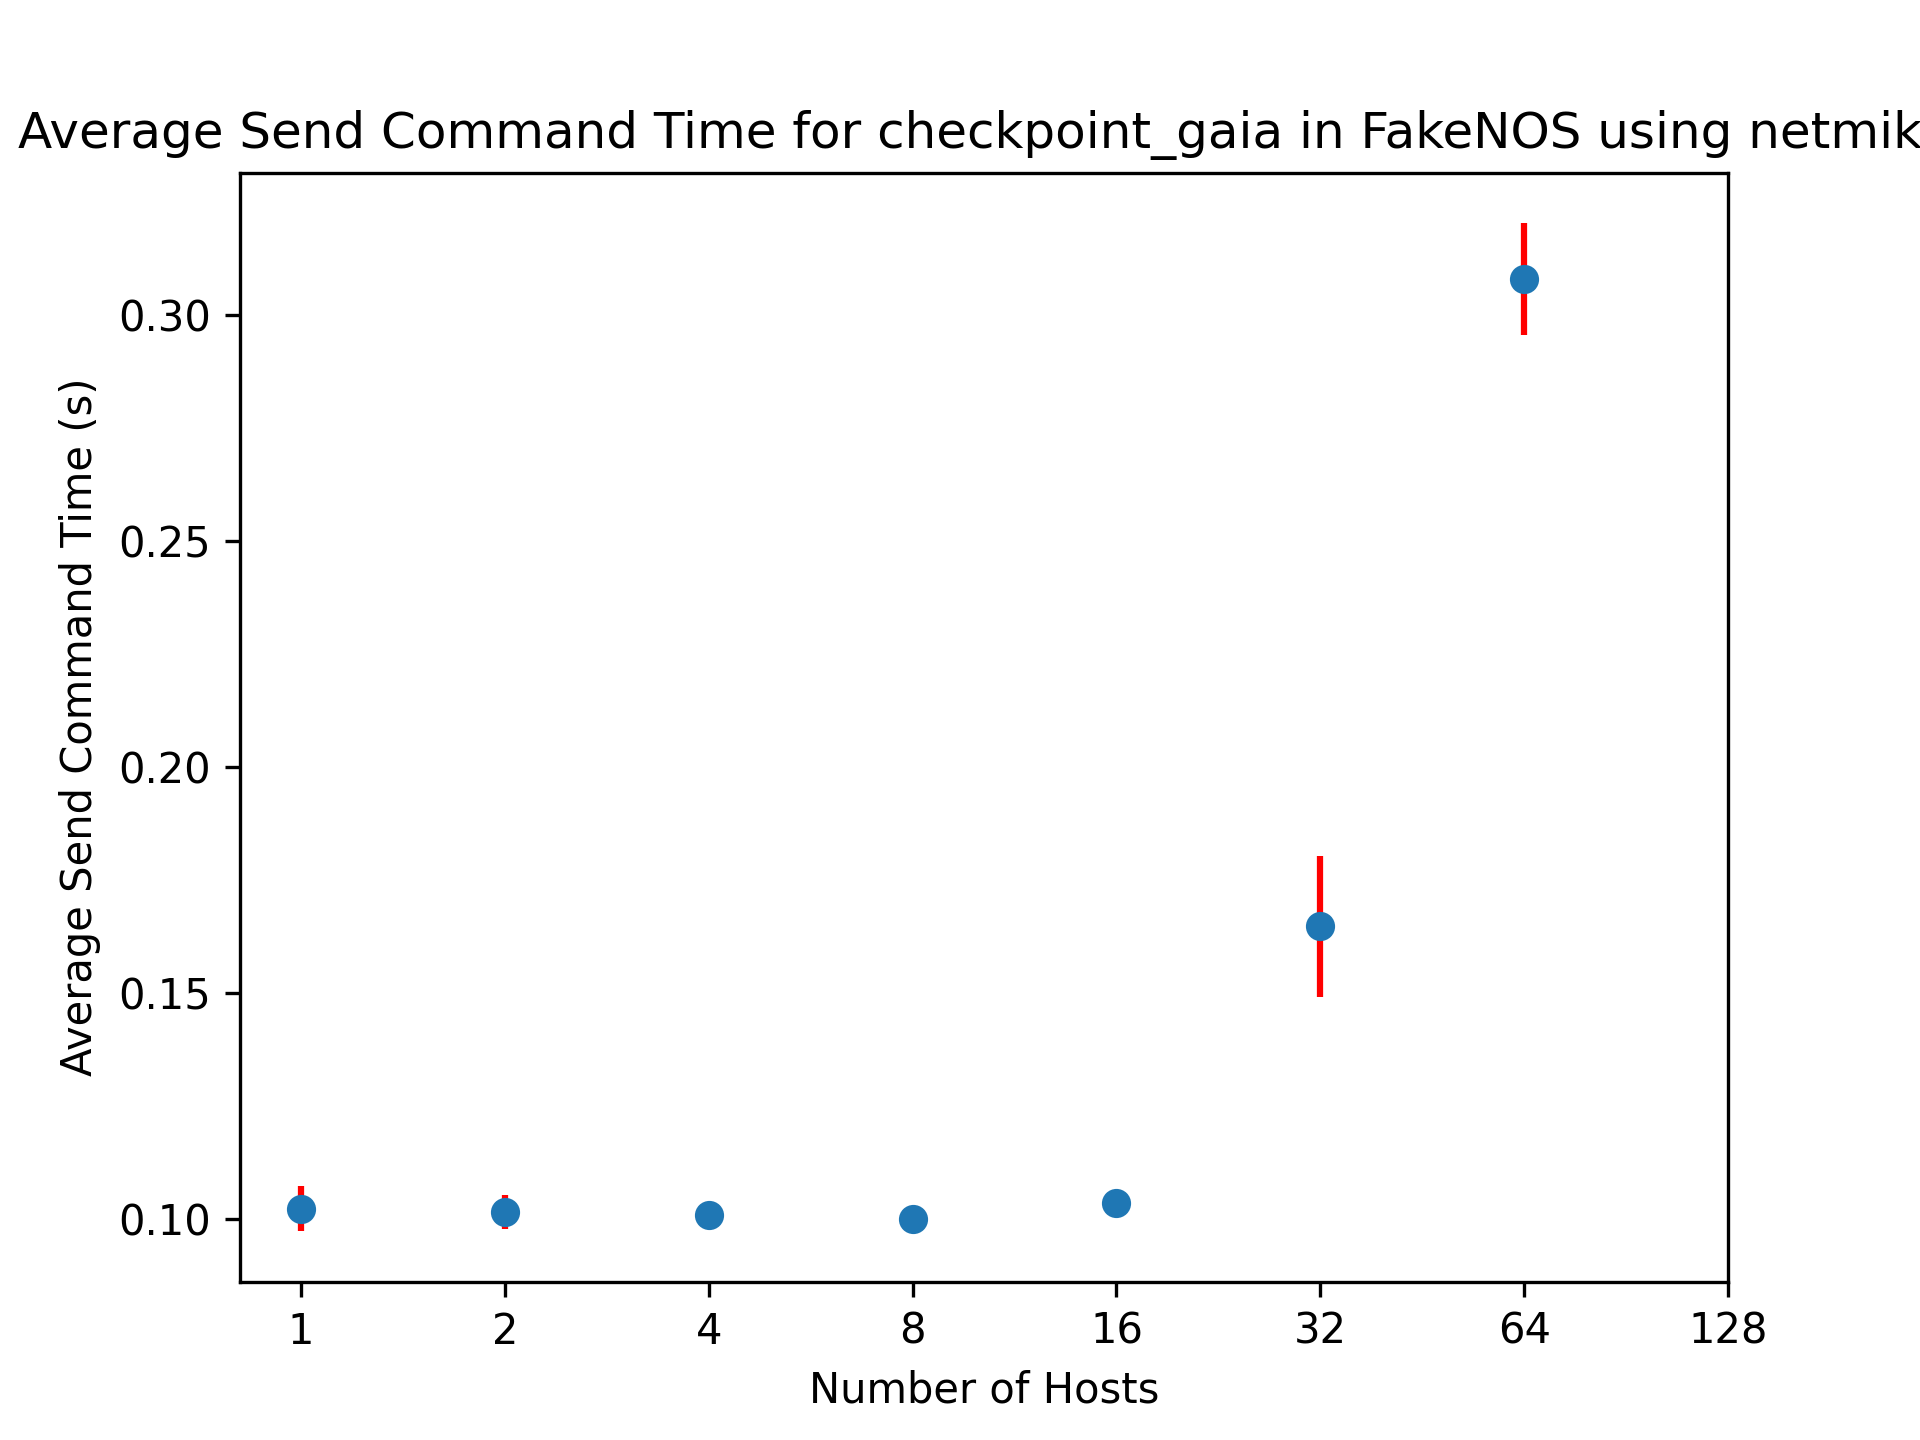 Average Send Command Time for checkpoint_gaia in FakeNOS using netmik
Average Send Command Time (s)
0.30
0.25
0.20
0.15
0.10
1 2 4 8 16 32 64 128
Number of Hosts